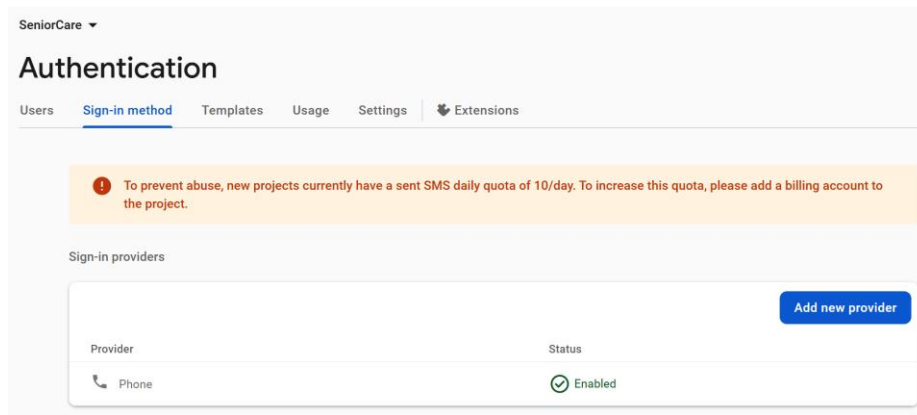 SeniorCare
Authentication
Users Sign-in method Templates Usage Settings Extensions
To prevent abuse, new projects currently have a sent SMS daily quota of 10/day. To increase this quota, please add a billing account to
the project.
Sign-in providers
Add new provider
Provider Status
Phone Enabled